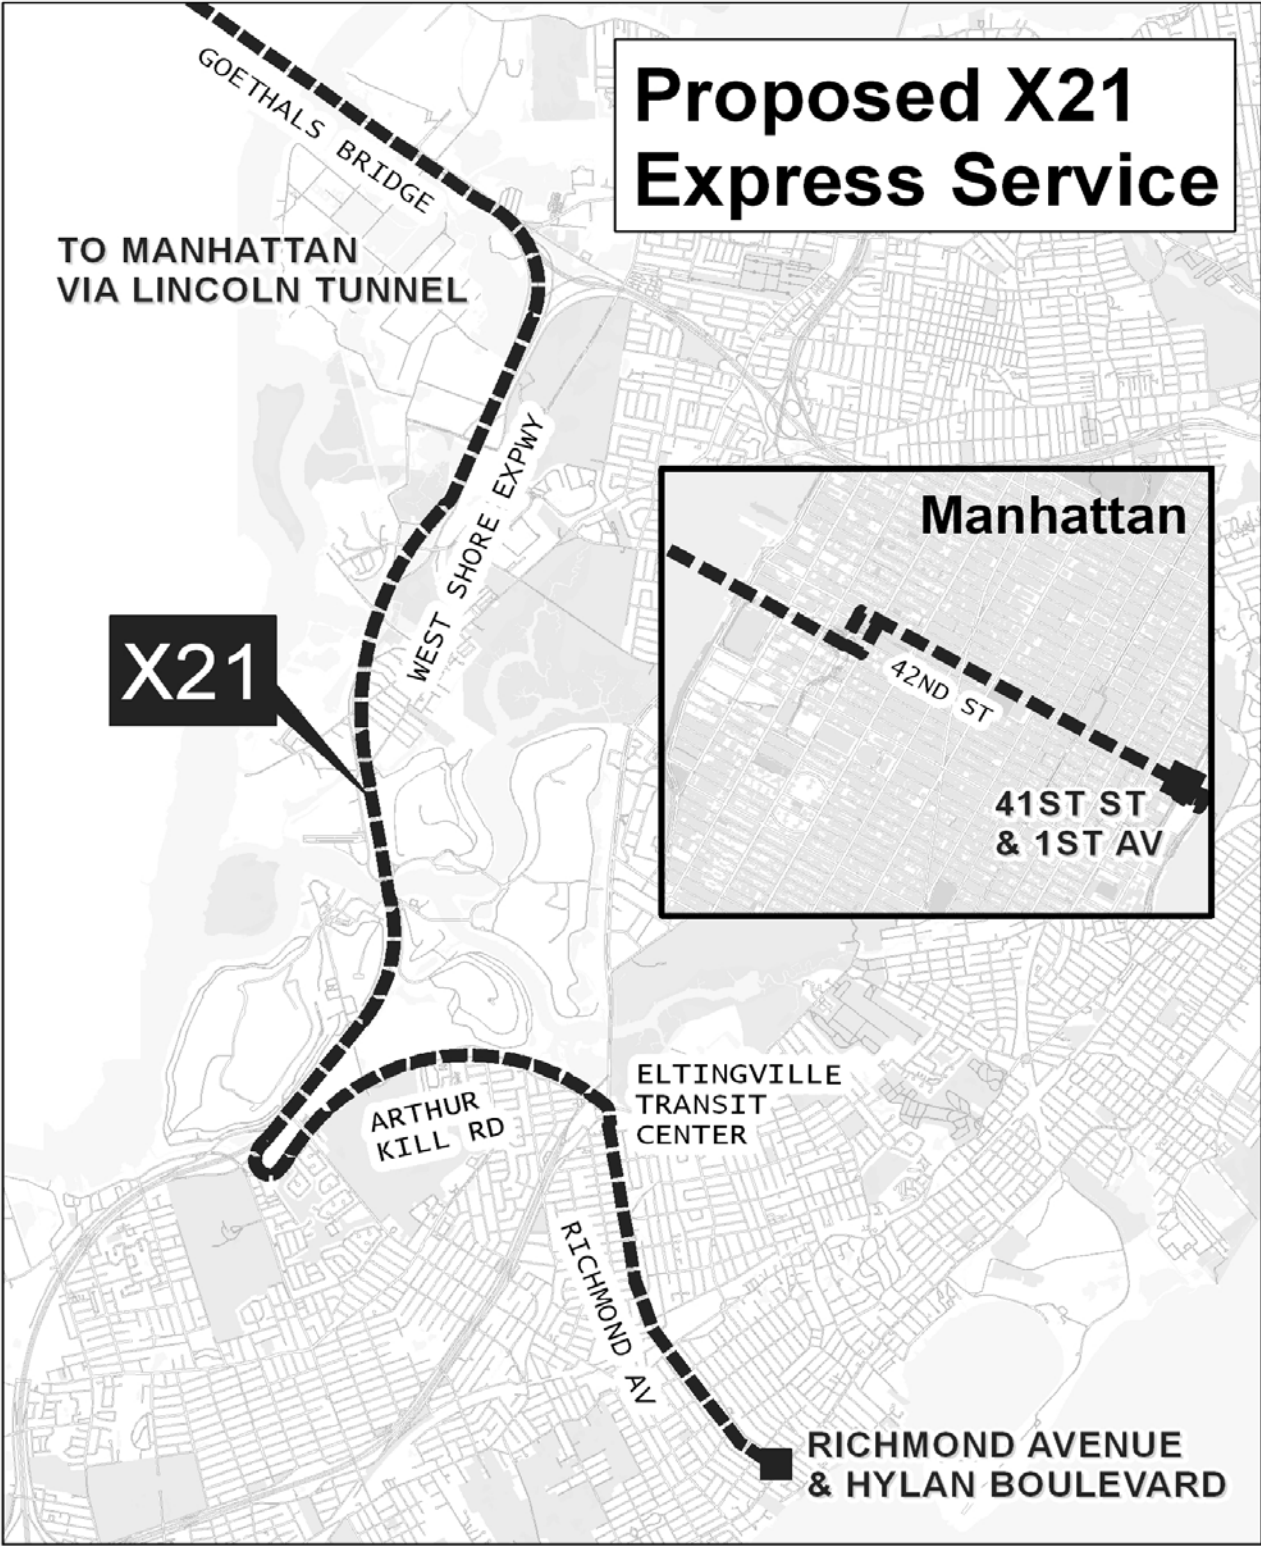 Proposed X21
Express Service
GOETHALS BRIDGE
TO MANHATTAN
VIA LINCOLN TUNNEL
WEST SHORE EXPWY
Manhattan
42ND ST
41ST ST
& 1ST AV
X21
ELTINGVILLE
TRANSIT
CENTER
ARTHUR
KILL RD
RICHMOND AV
RICHMOND AVENUE
& HYLAN BOULEVARD